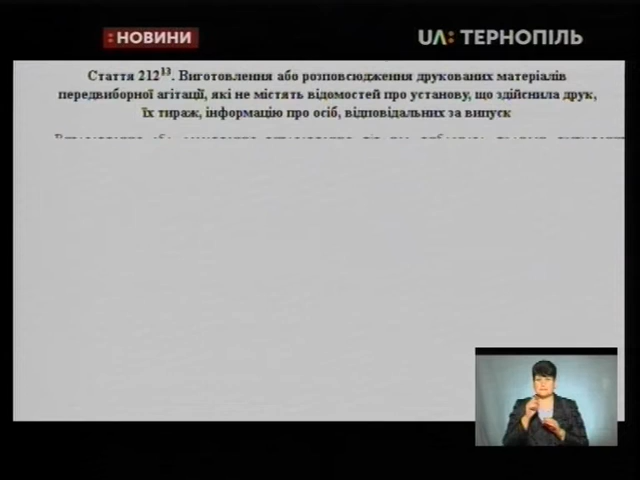 :НОВИНИ
UA: ТЕРНОПІЛЬ
Стаття 212¹³. Виготовлення або розповсюдження друкованих матеріалів
передвиборної агітації, які не містять відомостей про установу, що здійснила друк,
їх тираж, інформацію про осіб, відповідальних за випуск